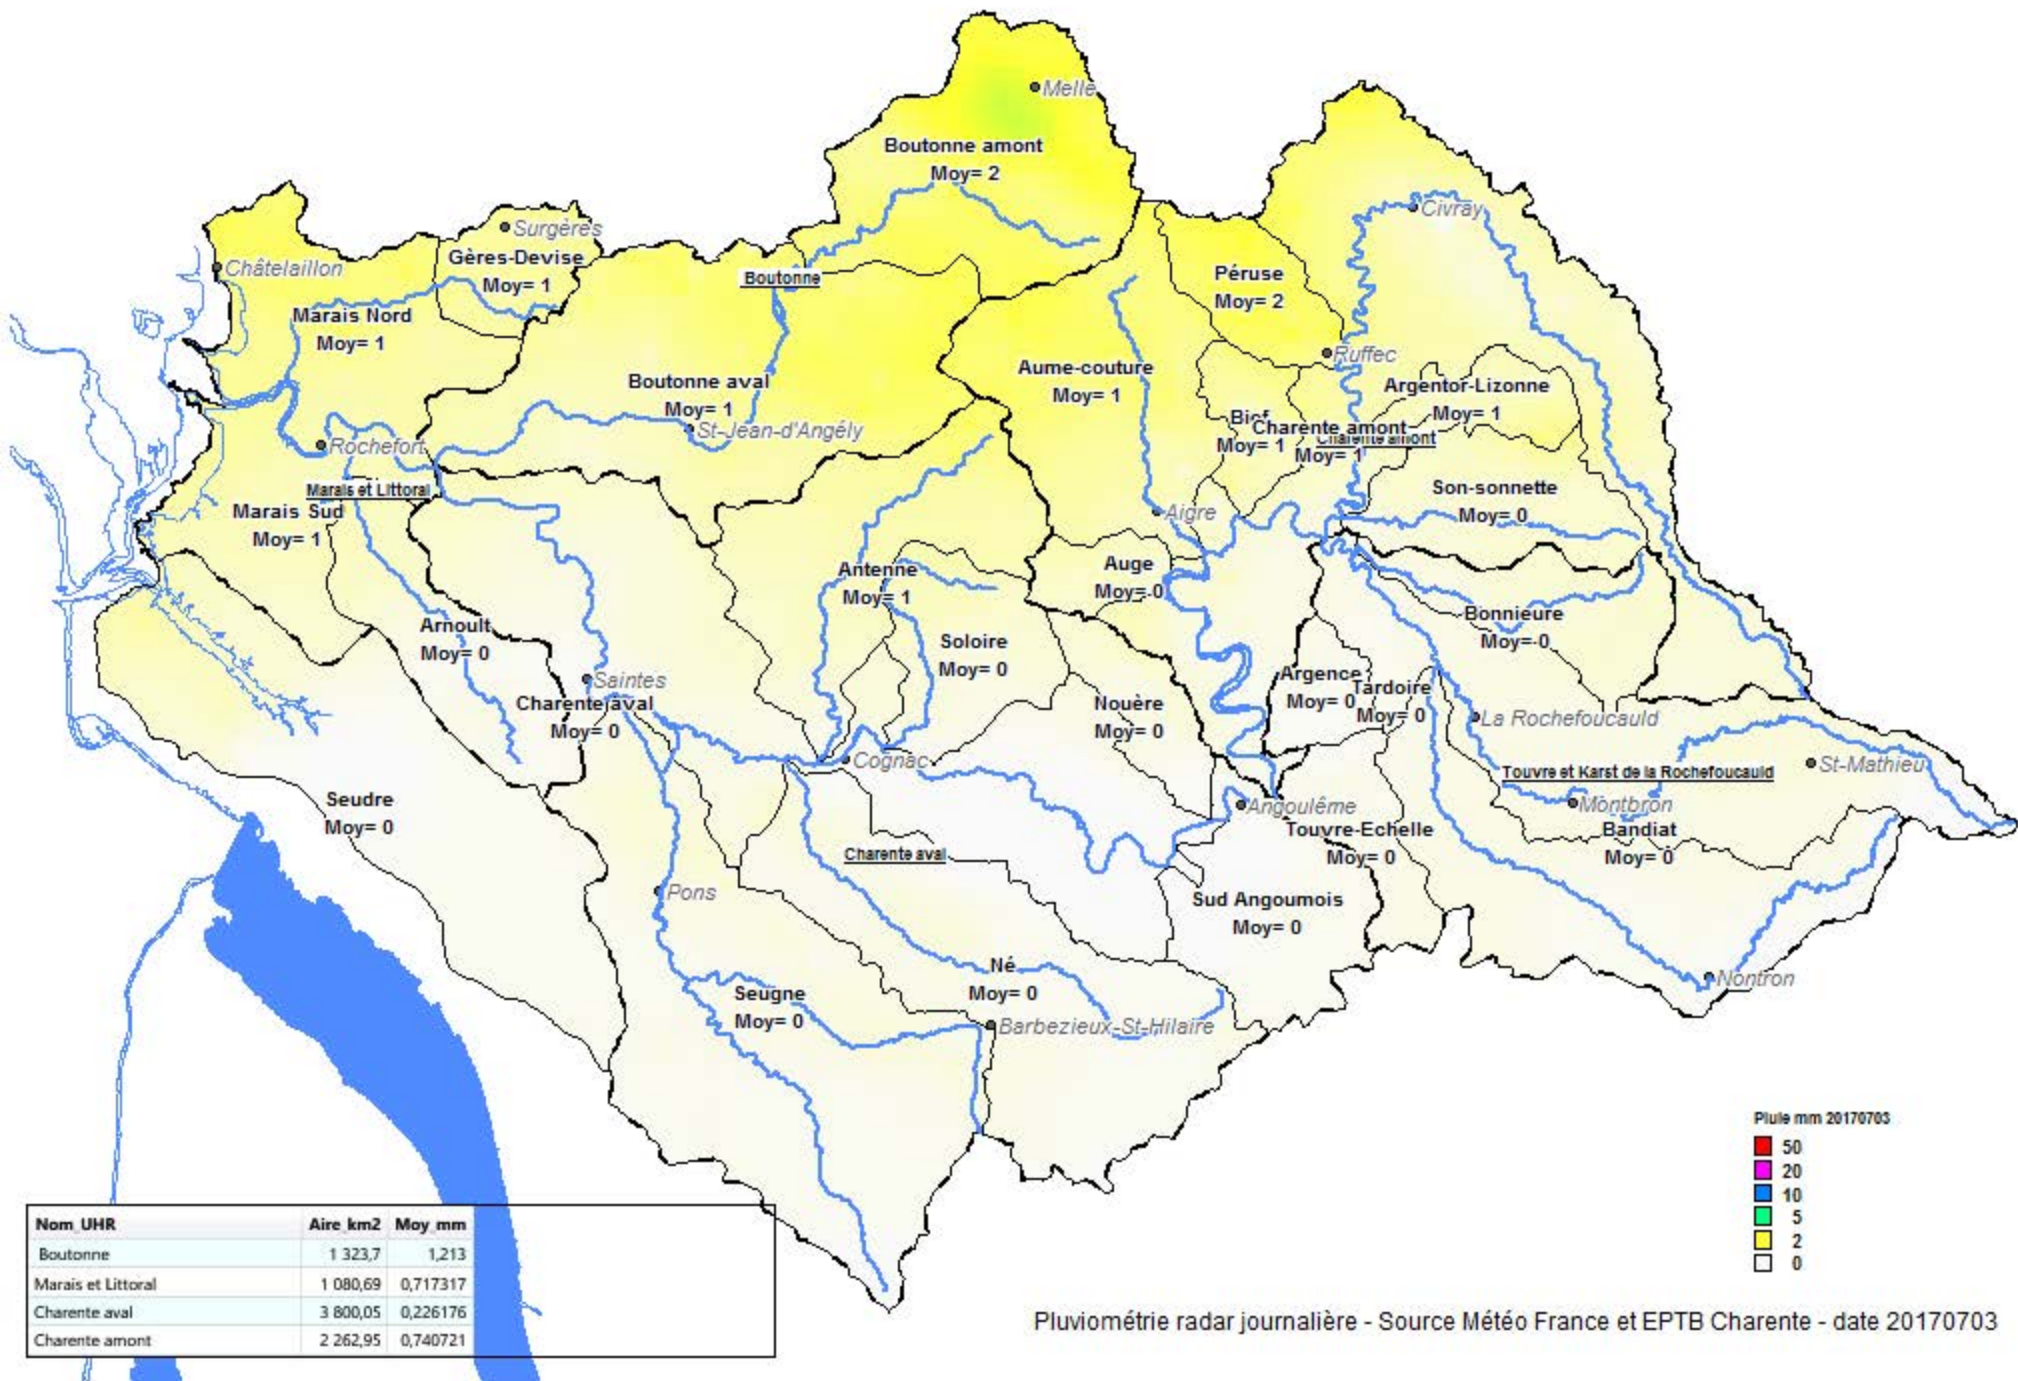 Melle
Boutonne amont
Moy= 2
Civray
Surgères
Châtelaillon
Gères-Devise
Moy= 1
Boutonne
Péruse
Moy= 2
Marais Nord
Moy= 1
Ruffec
Aume-couture
Moy= 1
Boutonne aval
Moy= 1
Argentor-Lizonne
Moy= 1
Bief
Moy= 1
Charente amont
Moy= 1
Charente amont
St-Jean-d'Angély
Rochefort
Marais et Littoral
Marais Sud
Moy= 1
Son-sonnette
Moy= 0
Aigre
Antenne
Moy= 1
Auge
Moy= 0
Bonnieure
Moy= 0
Arnoult
Moy= 0
Soloire
Moy= 0
Saintes
Charente aval
Moy= 0
Nouère
Moy= 0
Argence
Moy= 0
Tardoire
Moy= 0
La Rochefoucauld
Cognac
Touvre et Karst de la Rochefoucauld
St-Mathieu
Seudre
Moy= 0
Angoulême
Montbron
Touvre-Echelle
Moy= 0
Bandiat
Moy= 0
Charente aval
Pons
Sud Angoumois
Moy= 0
Né
Moy= 0
Nontron
Seugne
Moy= 0
Barbezieux-St-Hilaire
Pluie mm 20170703
50
20
10
5
2
0
Nom_UHR Aire_km2 Moy_mm
Boutonne 1 323,7 1,213
Marais et Littoral 1 080,69 0,717317
Charente aval 3 800,05 0,226176
Charente amont 2 262,95 0,740721
Pluviométrie radar journalière - Source Météo France et EPTB Charente - date 20170703